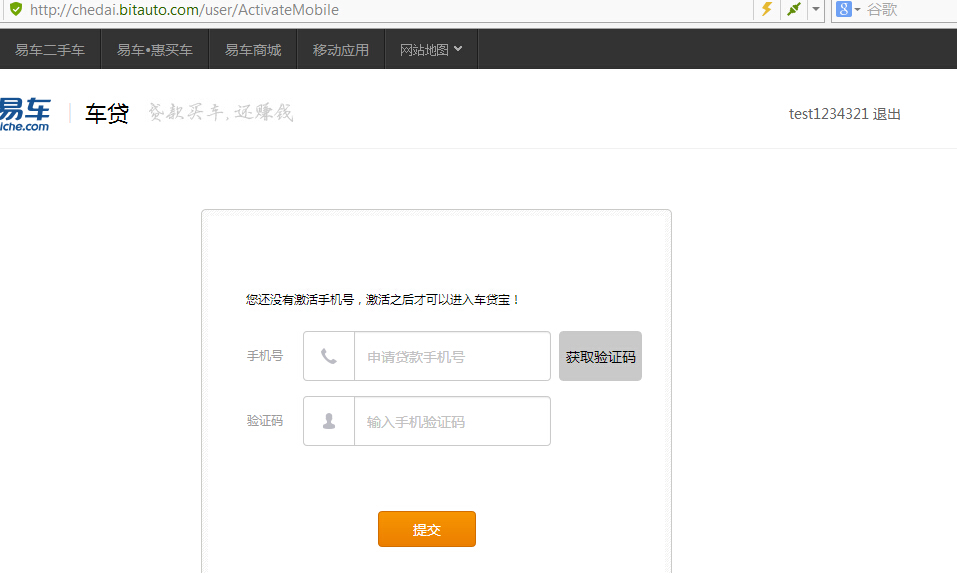 http://chedai.bitauto.com/user/ActivateMobile
谷歌
易车二手车 易车•惠买车 易车商城 移动应用 网站地图
易车 车贷 贷款买车,还赚钱 test1234321 退出
iche.com
您还没有激活手机号，激活之后才可以进入车贷宝！
手机号 申请贷款手机号 获取验证码
验证码 输入手机验证码
提交